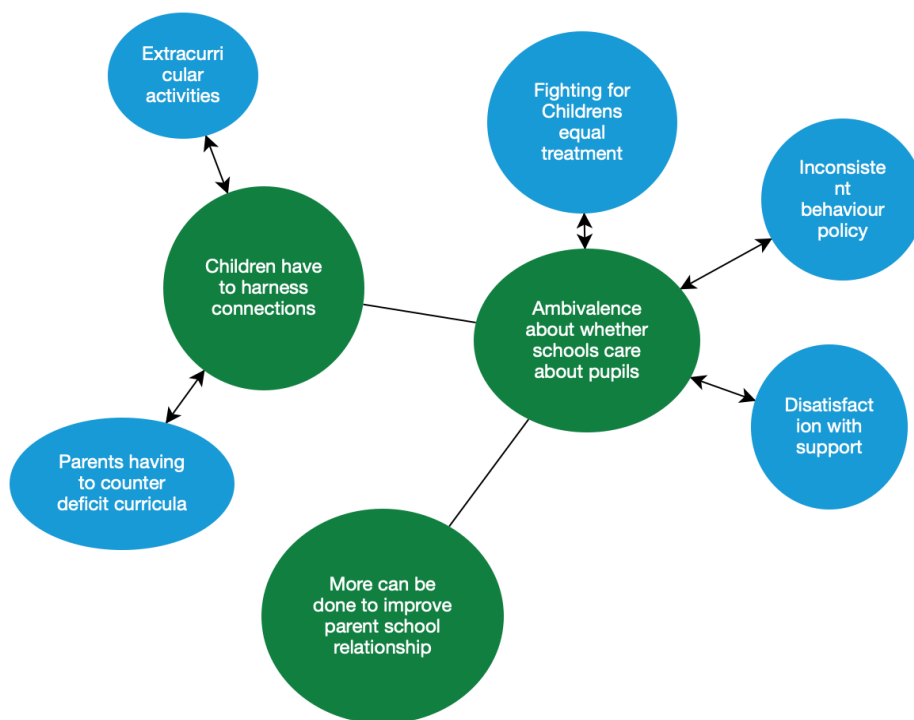 Extracurri
cular
activities
Fighting for
Childrens
equal
treatment
Inconsiste
nt
behaviour
policy
Children have
to harness
connections
Ambivalence
about whether
schools care
about pupils
Disatisfact
ion with
support
Parents having
to counter
deficit curricula
More can be
done to improve
parent school
relationship